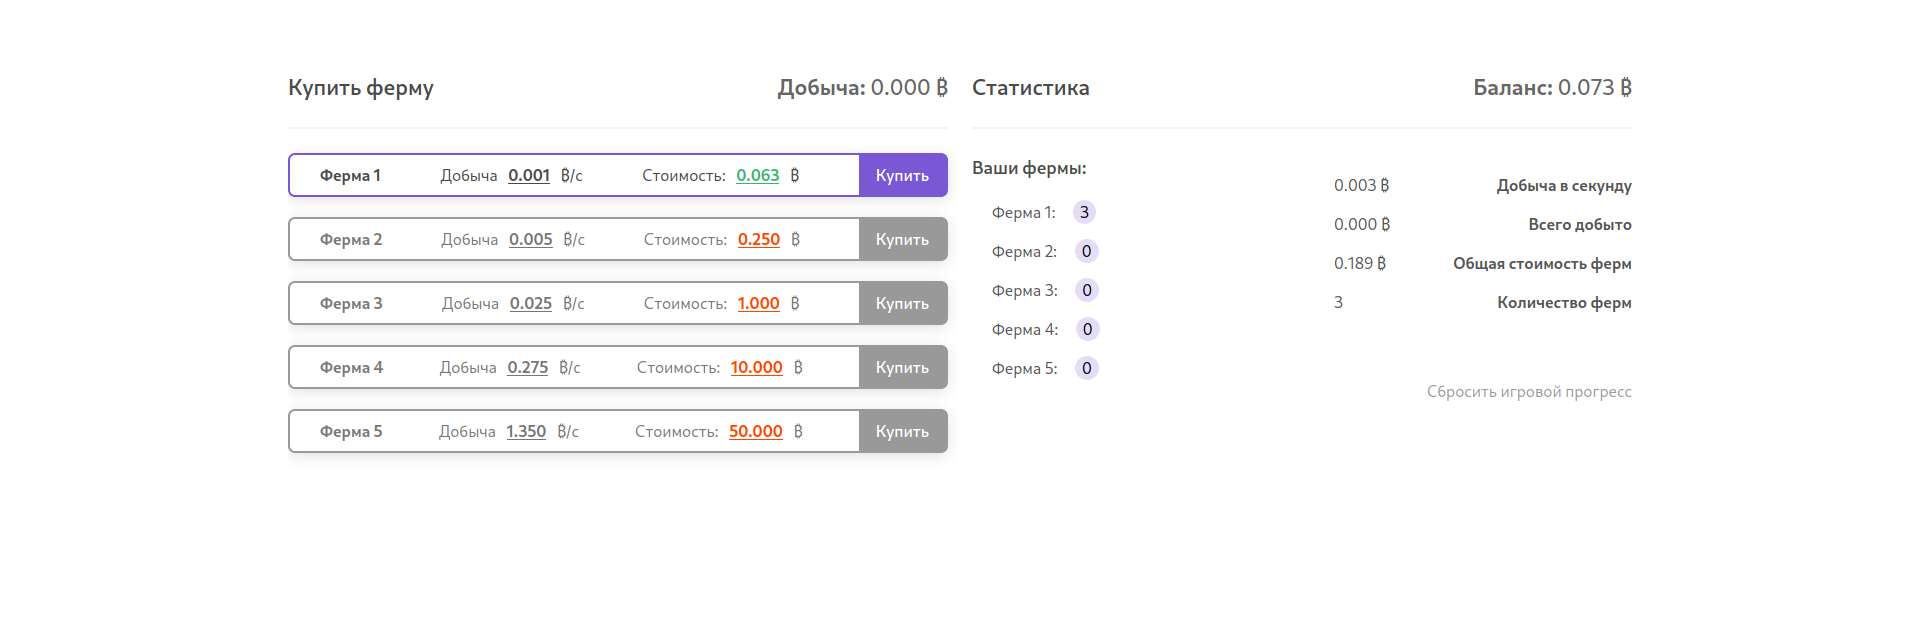 Купить ферму
Добыча: 0.000 ₿
Ферма 1 Добыча 0.001 ₿/с Стоимость: 0.063 ₿ Купить
Ферма 2 Добыча 0.005 ₿/с Стоимость: 0.250 ₿ Купить
Ферма 3 Добыча 0.025 ₿/с Стоимость: 1.000 ₿ Купить
Ферма 4 Добыча 0.275 ₿/с Стоимость: 10.000 ₿ Купить
Ферма 5 Добыча 1.350 ₿/с Стоимость: 50.000 ₿ Купить
Статистика
Баланс: 0.073 ₿
Ваши фермы:
Ферма 1: 3
Ферма 2: 0
Ферма 3: 0
Ферма 4: 0
Ферма 5: 0
0.003 ₿ Добыча в секунду
0.000 ₿ Всего добыто
0.189 ₿ Общая стоимость ферм
3 Количество ферм
Сбросить игровой прогресс